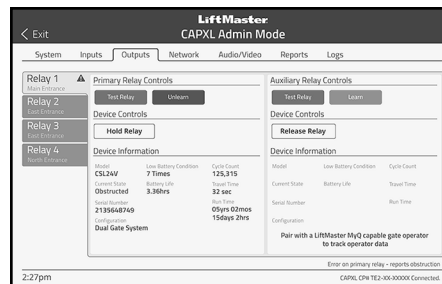 LiftMaster
Exit
CAPXL Admin Mode
System Inputs Outputs Network Audio/Video Reports Logs
Relay 1
Main Entrance
Relay 2
East Entrance
Relay 3
East Entrance
Relay 4
North Entrance
Primary Relay Controls
Test Relay Unlearn
Device Controls
Hold Relay
Device Information
Model Low Battery Condition Cycle Count
CSL24V 7 Times 125,315
Current State Battery Life Travel Time
Obstructed 3.36hrs 32 sec
Serial Number Run Time
2135648749 05yrs 02mos
15days 2hrs
Configuration
Dual Gate System
Auxiliary Relay Controls
Test Relay Learn
Device Controls
Release Relay
Device Information
Model Low Battery Condition Cycle Count
Current State Battery Life Travel Time
Serial Number Run Time
Configuration
Pair with a LiftMaster MyQ capable gate operator
to track operator data
Error on primary relay - reports obstruction
2:27pm
CAPXL CP# TE2-XX-XXXXX Connected.